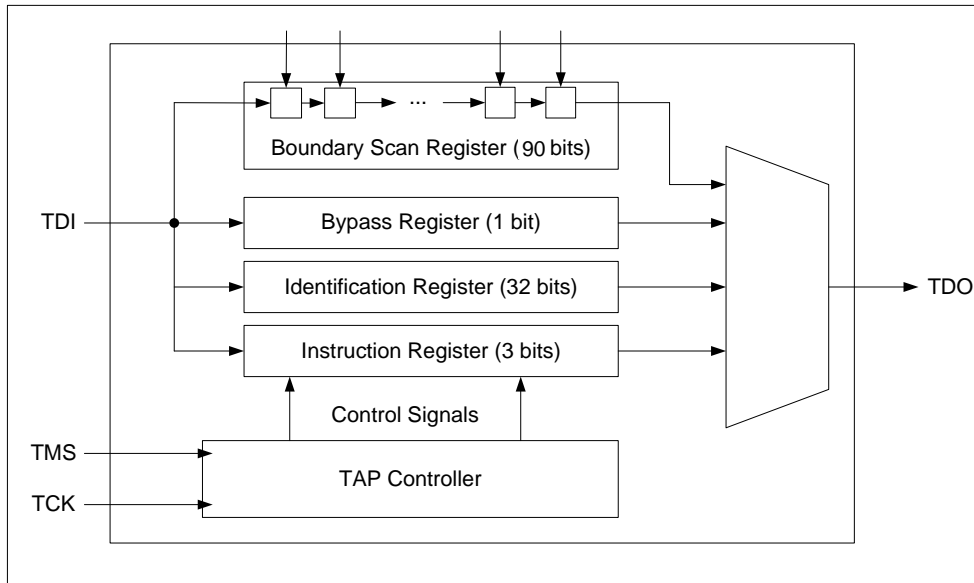 ...
Boundary Scan Register (90 bits)
TDI
Bypass Register (1 bit)
Identification Register (32 bits)
TDO
Instruction Register (3 bits)
Control Signals
TMS
TAP Controller
TCK